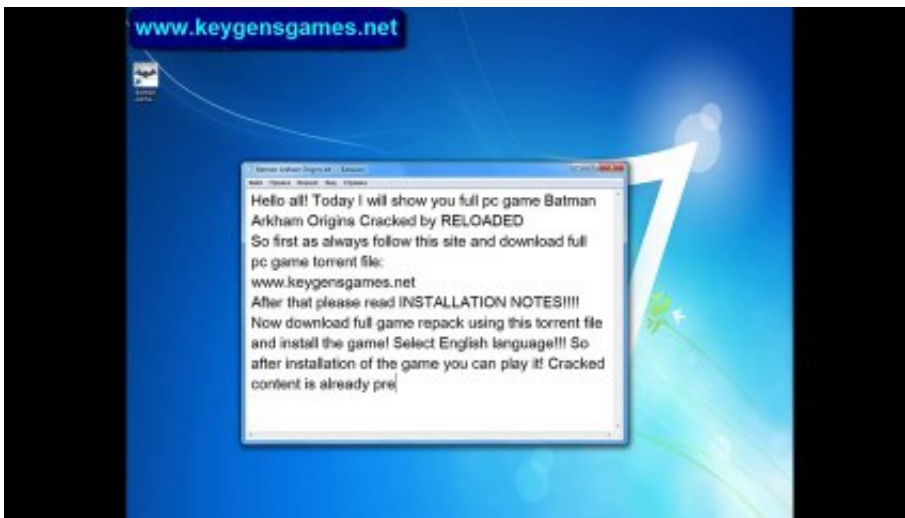 www.keygensgames.net
Hello all! Today I will show you full pc game Batman
Arkham Origins Cracked by RELOADED
So first as always follow this site and download full
pc game torrent file:
www.keygensgames.net
After that please read INSTALLATION NOTES!!!!
Now download full game repack using this torrent file
and install the game! Select English language!!! So
after installation of the game you can play it! Cracked
content is already pre